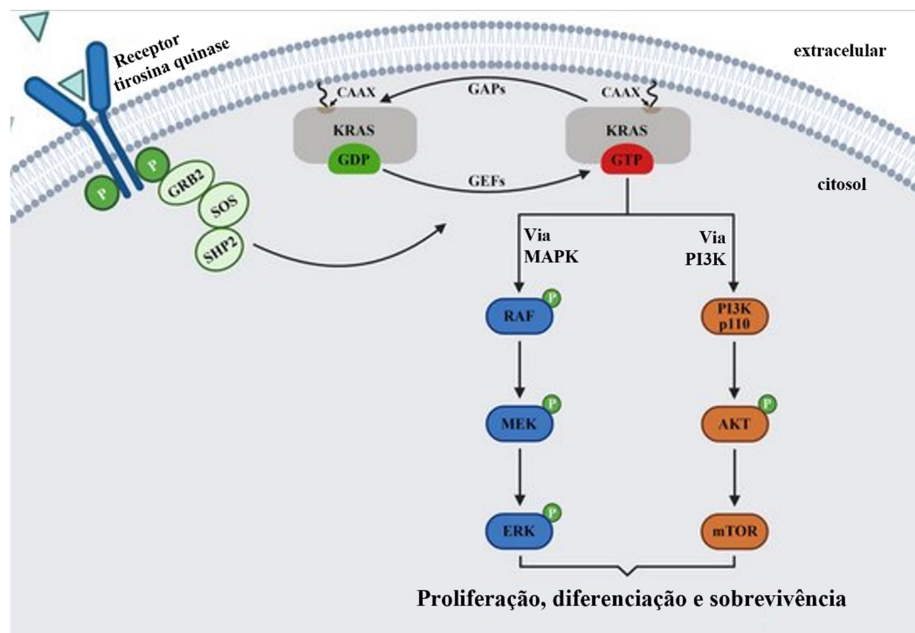 Receptor
tirosina quinase
extracelular
CAAX
GAPs
CAAX
KRAS
KRAS
GDP
GTP
citosol
P
P
GRB2
GEFs
SOS
SHP2
Via
MAPK
Via
PI3K
P
RAF
PI3K
p110
P
MEK
P
AKT
P
ERK
mTOR
Proliferação, diferenciação e sobrevivência